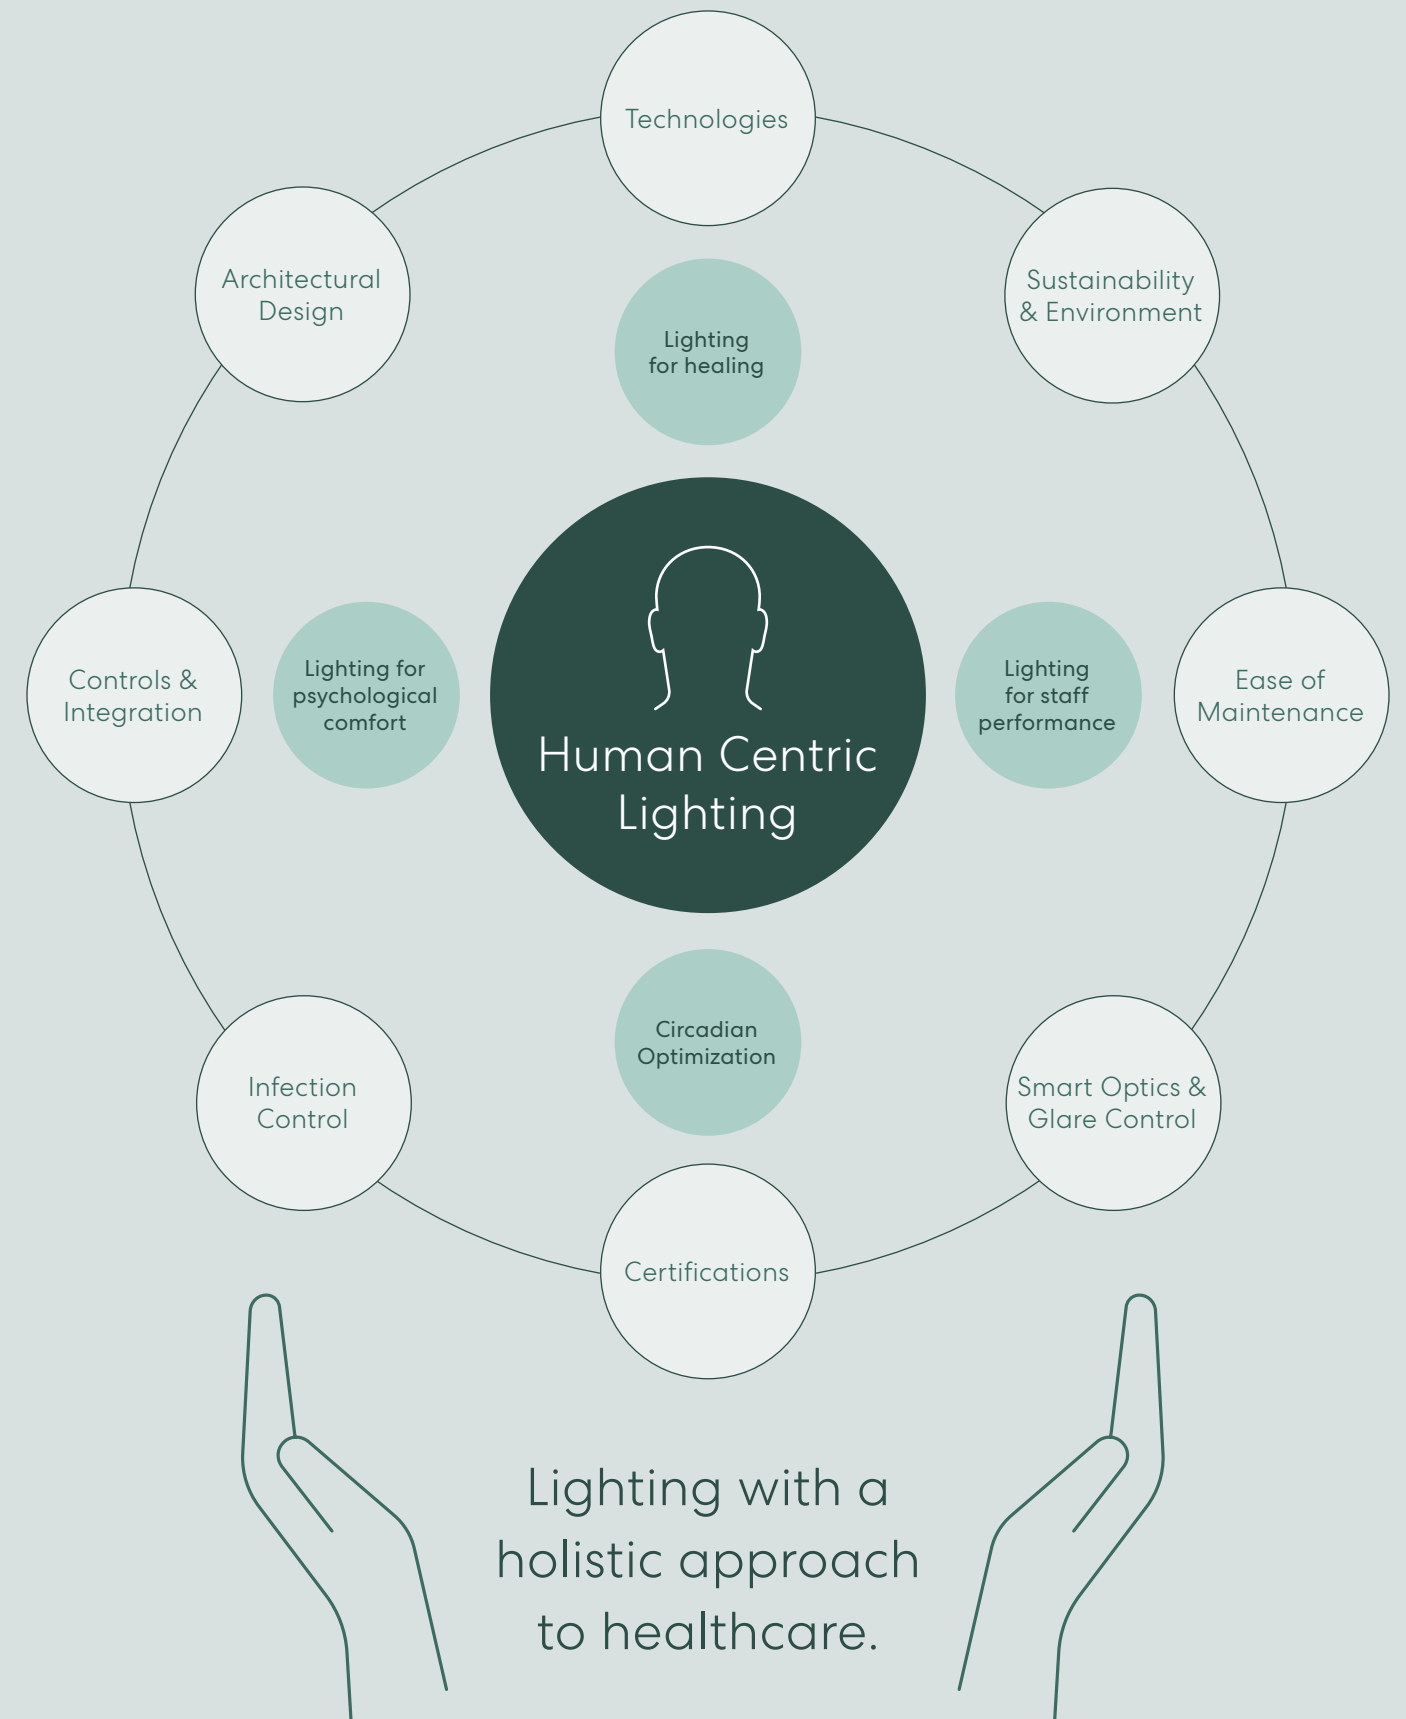 Technologies
Architectural
Design
Sustainability
& Environment
Lighting
for healing
Controls &
Integration
Lighting for
psychological
comfort
Human Centric
Lighting
Lighting
for staff
performance
Ease of
Maintenance
Circadian
Optimization
Infection
Control
Smart Optics &
Glare Control
Certifications
Lighting with a
holistic approach
to healthcare.